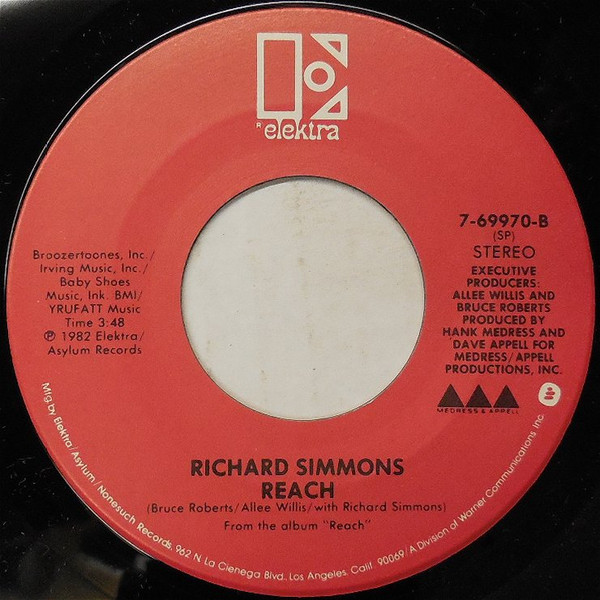 elektra
7-69970-B
(SP)
STEREO
EXECUTIVE
PRODUCERS:
ALLEE WILLIS AND
BRUCE ROBERTS
PRODUCED BY
HANK MEDRESS AND
DAVE APPELL FOR
MEDRESS/APPELL
PRODUCTIONS, INC.
MEDRESS & APPELL
Broozertoones, Inc./
Irving Music, Inc./
Baby Shoes
Music, Ink. BMI/
YRUFATT Music
Time 3:48
℗ 1982 Elektra/
Asylum Records
RICHARD SIMMONS
REACH
(Bruce Roberts/Allee Willis/with Richard Simmons)
From the album "Reach"
Mfg. by Elektra/Asylum/Nonesuch Records, 962 N. La Cienega Blvd., Los Angeles, Calif. 90069/A Division of Warner Communications Inc.